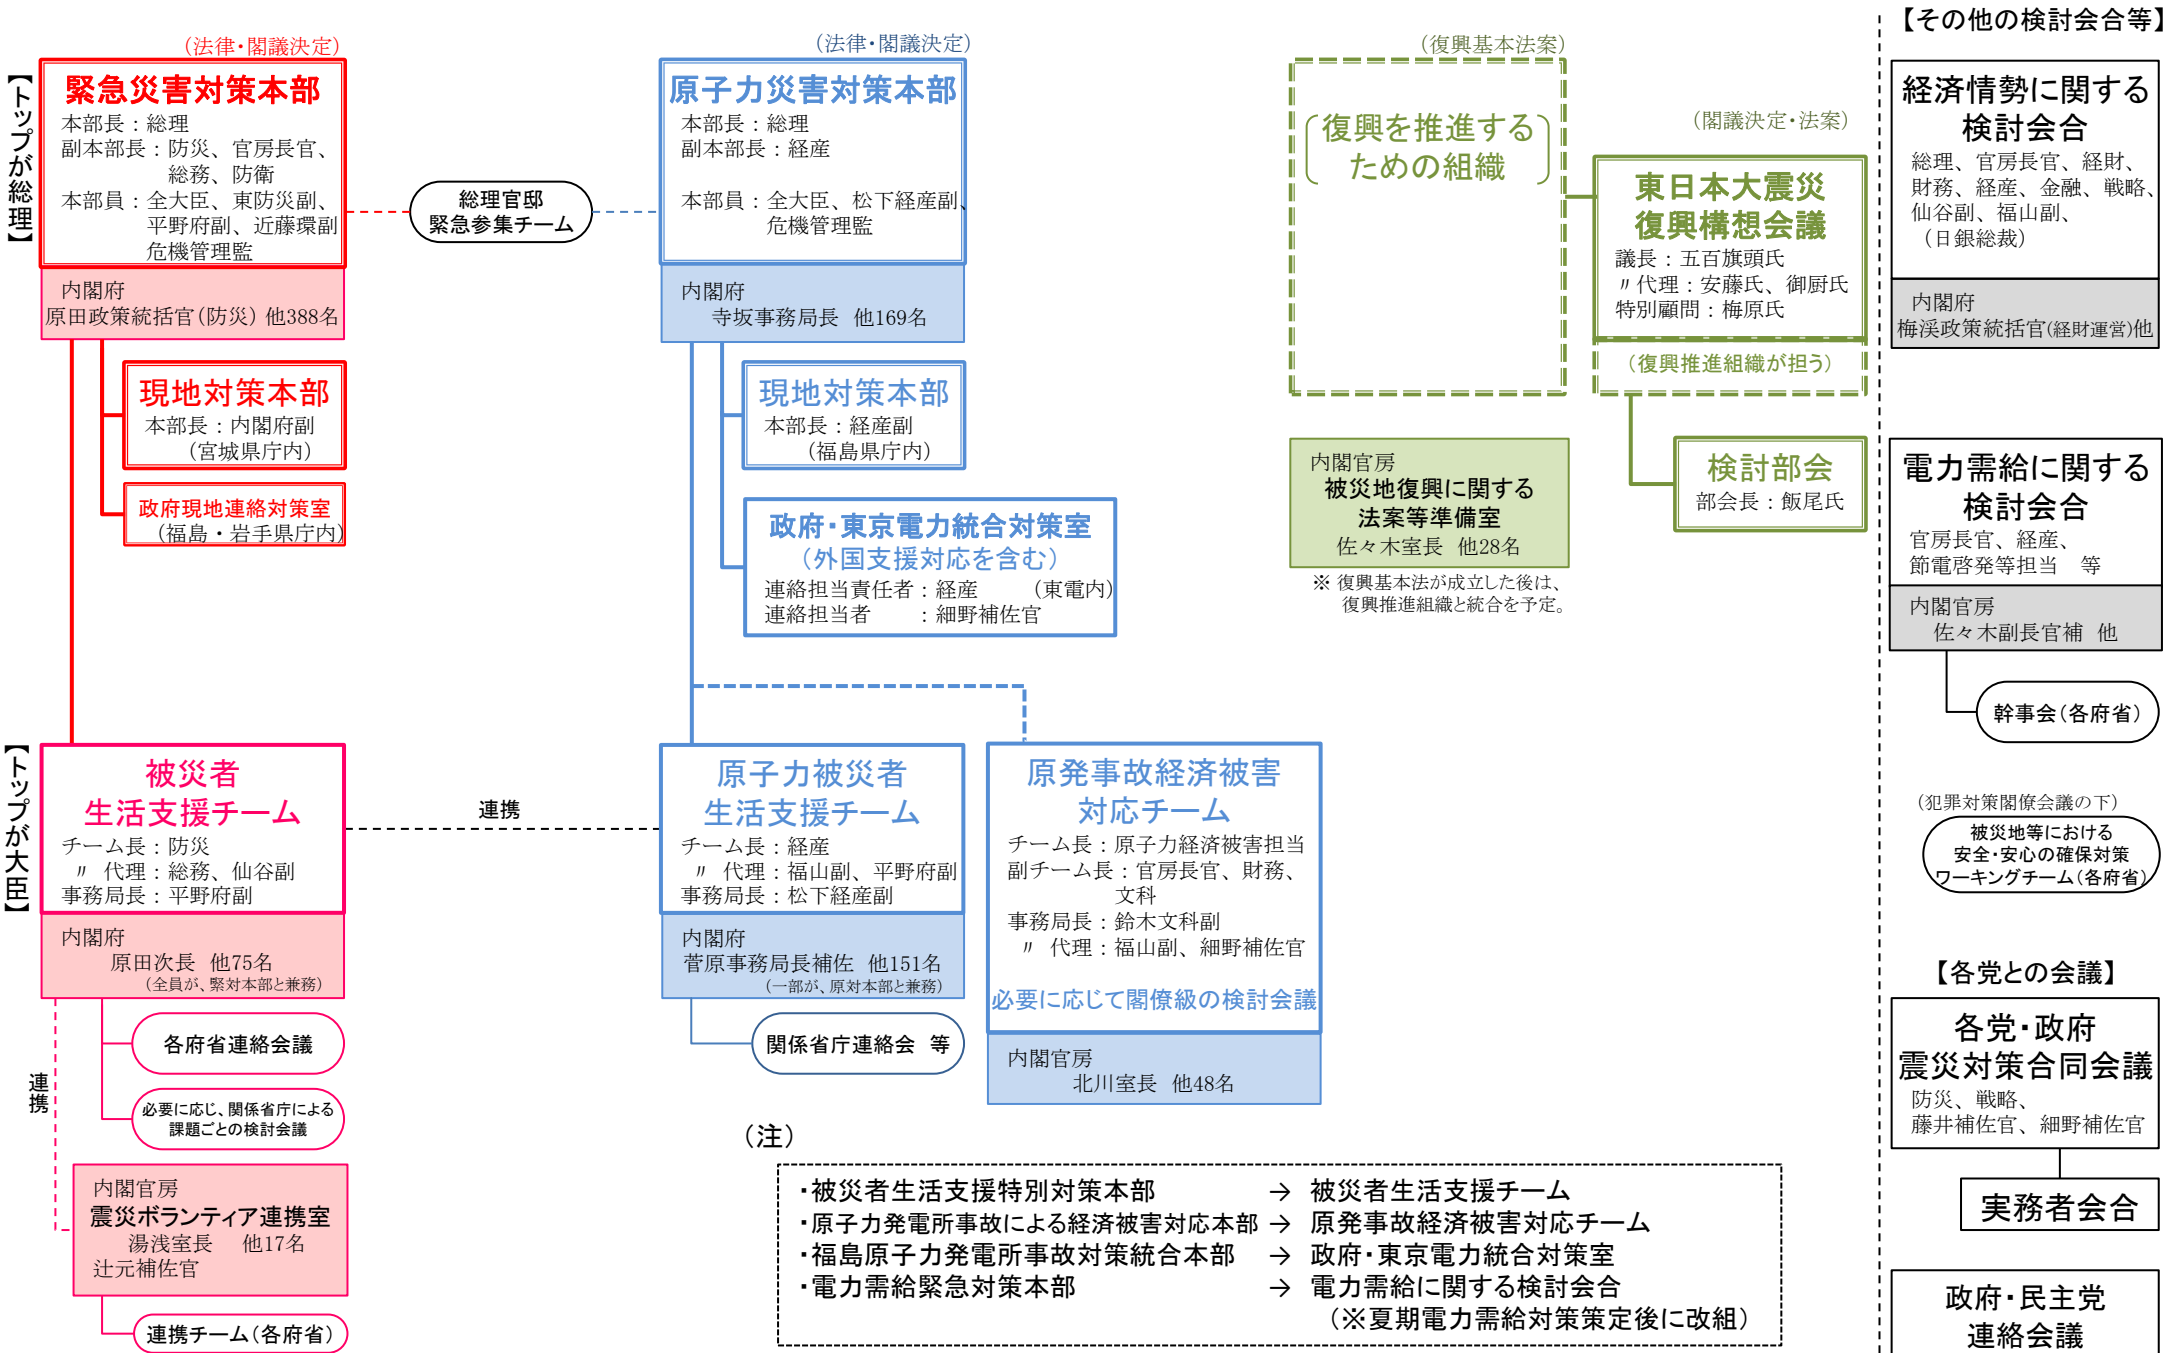 【トップが総理】
(法律・閣議決定)
緊急災害対策本部
本部長：総理
副本部長：防災、官房長官、
総務、防衛
本部員：全大臣、東防災副、
平野府副、近藤環副
危機管理監
内閣府
原田政策統括官(防災) 他388名
現地対策本部
本部長：内閣府副
(宮城県庁内)
政府現地連絡対策室
(福島・岩手県庁内)
総理官邸
緊急参集チーム
(法律・閣議決定)
原子力災害対策本部
本部長：総理
副本部長：経産
本部員：全大臣、松下経産副、
危機管理監
内閣府
寺坂事務局長 他169名
現地対策本部
本部長：経産副
(福島県庁内)
政府・東京電力統合対策室
(外国支援対応を含む)
連絡担当責任者：経産 (東電内)
連絡担当者 ：細野補佐官
(復興基本法案)
復興を推進する
ための組織
(閣議決定・法案)
東日本大震災
復興構想会議
議長：五百旗頭氏
〃代理：安藤氏、御厨氏
特別顧問：梅原氏
(復興推進組織が担う)
検討部会
部会長：飯尾氏
内閣官房
被災地復興に関する
法案等準備室
佐々木室長 他28名
※ 復興基本法が成立した後は、
復興推進組織と統合を予定。
【トップが大臣】
被災者
生活支援チーム
チーム長：防災
〃 代理：総務、仙谷副
事務局長：平野府副
内閣府
原田次長 他75名
(全員が、緊対本部と兼務)
各府省連絡会議
必要に応じ、関係省庁による
課題ごとの検討会議
連携
内閣官房
震災ボランティア連携室
湯浅室長 他17名
辻元補佐官
連携チーム(各府省)
連携
原子力被災者
生活支援チーム
チーム長：経産
〃 代理：福山副、平野府副
事務局長：松下経産副
内閣府
菅原事務局長補佐 他151名
(一部が、原対本部と兼務)
関係省庁連絡会 等
原発事故経済被害
対応チーム
チーム長：原子力経済被害担当
副チーム長：官房長官、財務、
文科
事務局長：鈴木文科副
〃 代理：福山副、細野補佐官
必要に応じて閣僚級の検討会議
内閣官房
北川室長 他48名
(注)
・被災者生活支援特別対策本部 → 被災者生活支援チーム
・原子力発電所事故による経済被害対応本部 → 原発事故経済被害対応チーム
・福島原子力発電所事故対策統合本部 → 政府・東京電力統合対策室
・電力需給緊急対策本部 → 電力需給に関する検討会合
(※夏期電力需給対策策定後に改組)
【その他の検討会合等】
経済情勢に関する
検討会合
総理、官房長官、経財、
財務、経産、金融、戦略、
仙谷副、福山副、
(日銀総裁)
内閣府
梅渓政策統括官(経財運営)他
電力需給に関する
検討会合
官房長官、経産、
節電啓発等担当 等
内閣官房
佐々木副長官補 他
幹事会(各府省)
(犯罪対策閣僚会議の下)
被災地等における
安全・安心の確保対策
ワーキングチーム(各府省)
【各党との会議】
各党・政府
震災対策合同会議
防災、戦略、
藤井補佐官、細野補佐官
実務者会合
政府・民主党
連絡会議